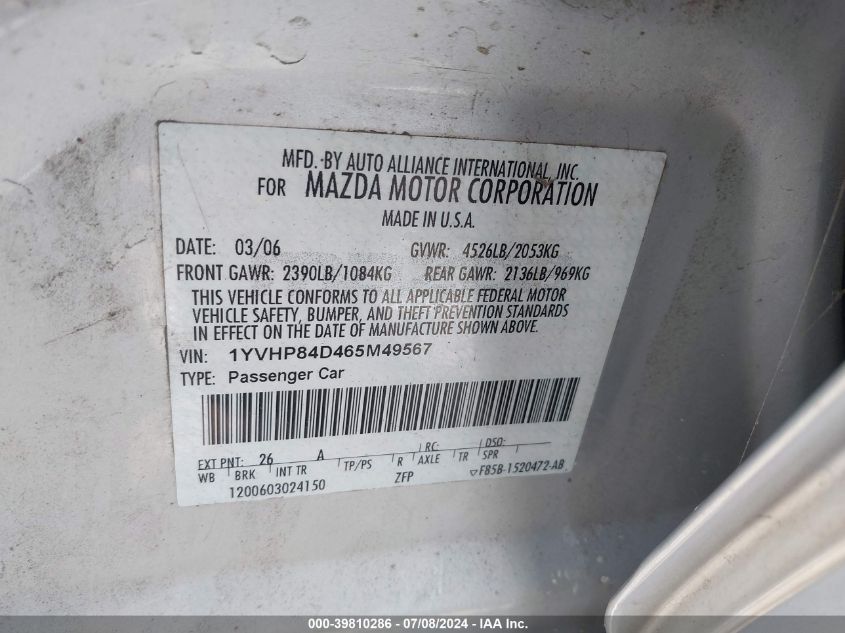 MFD. BY AUTO ALLIANCE INTERNATIONAL, INC.
FOR MAZDA MOTOR CORPORATION
MADE IN U.S.A.
DATE: 03/06 GVWR: 4526LB/2053KG
FRONT GAWR: 2390LB/1084KG REAR GAWR: 2136LB/969KG
THIS VEHICLE CONFORMS TO ALL APPLICABLE FEDERAL MOTOR
VEHICLE SAFETY, BUMPER, AND THEFT PREVENTION STANDARDS
IN EFFECT ON THE DATE OF MANUFACTURE SHOWN ABOVE.
VIN: 1YVHP84D465M49567
TYPE: Passenger Car
EXT PNT: 26 A RC: DSO:
WB BRK INT TR TP/PS R AXLE TR SPR
1200603024150 ZFP F85B-1520472-AB
000-39810286 - 07/08/2024 - IAA Inc.